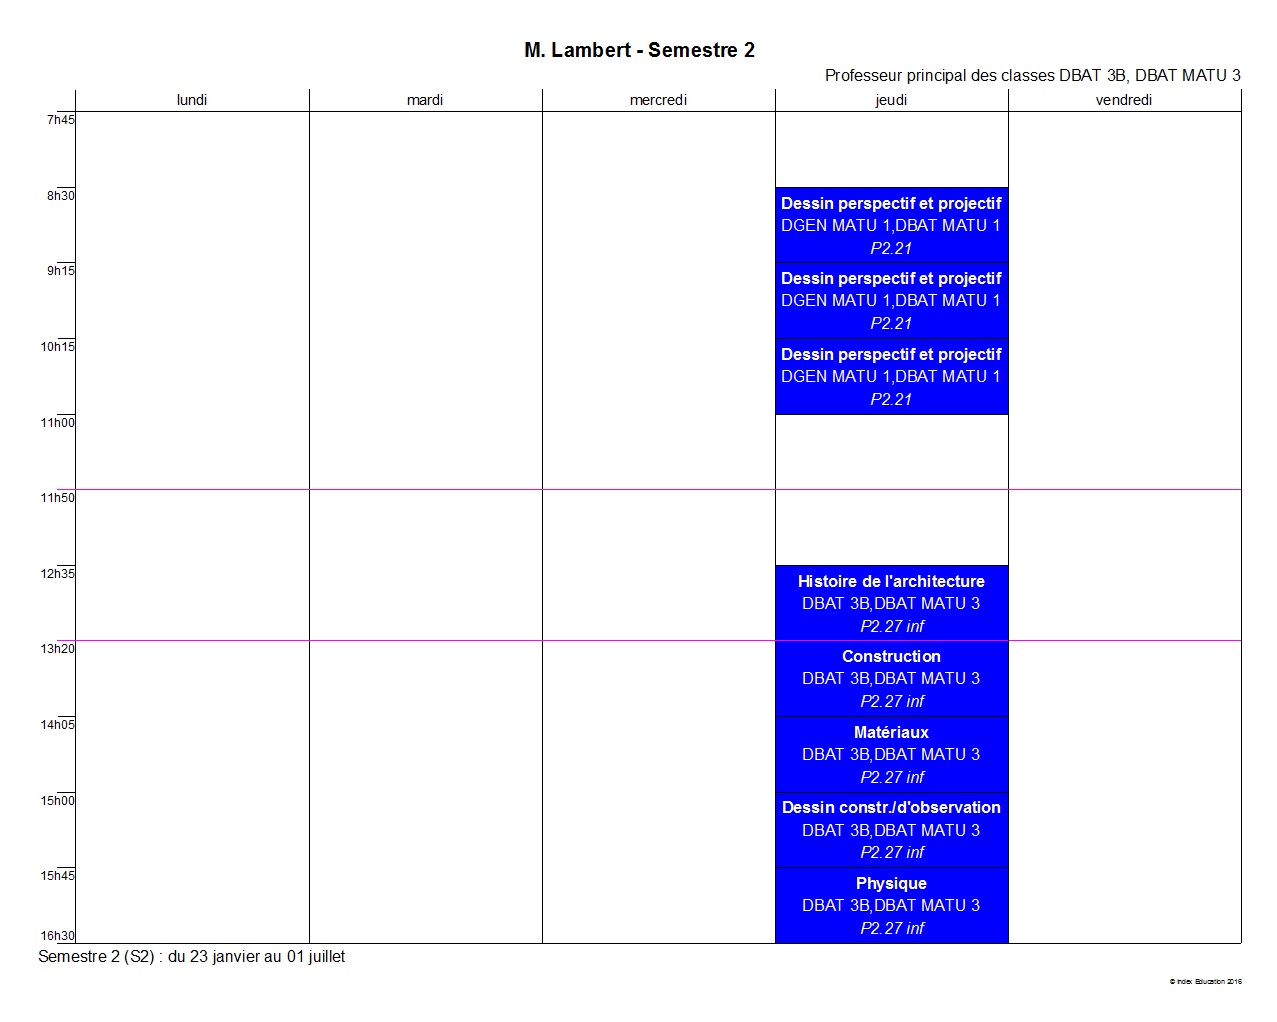 M. Lambert - Semestre 2
Professeur principal des classes DBAT 3B, DBAT MATU 3
lundi mardi mercredi jeudi vendredi
7h45
8h30
Dessin perspectif et projectif
DGEN MATU 1,DBAT MATU 1
P2.21
9h15
Dessin perspectif et projectif
DGEN MATU 1,DBAT MATU 1
P2.21
10h15
Dessin perspectif et projectif
DGEN MATU 1,DBAT MATU 1
P2.21
11h00
11h50
12h35
Histoire de l'architecture
DBAT 3B,DBAT MATU 3
P2.27 inf
13h20
Construction
DBAT 3B,DBAT MATU 3
P2.27 inf
14h05
Matériaux
DBAT 3B,DBAT MATU 3
P2.27 inf
15h00
Dessin constr./d'observation
DBAT 3B,DBAT MATU 3
P2.27 inf
15h45
Physique
DBAT 3B,DBAT MATU 3
P2.27 inf
16h30
Semestre 2 (S2) : du 23 janvier au 01 juillet
© Index Education 2016